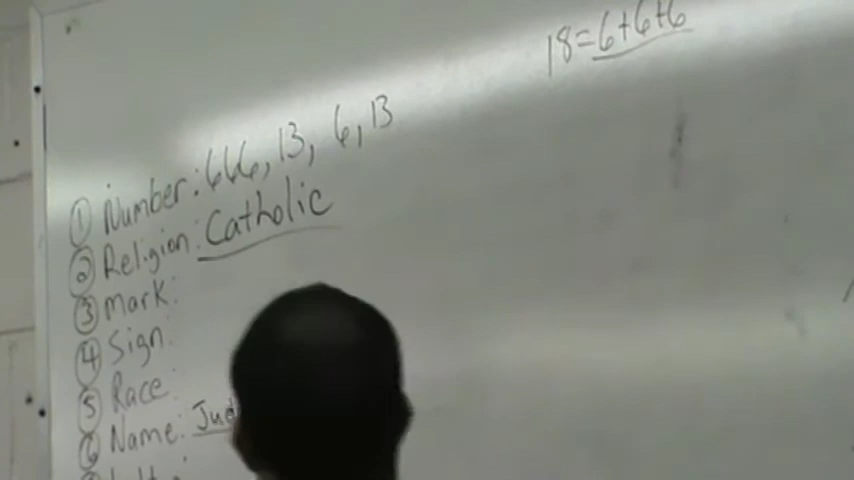 18=6+6+6
① Number: 666, 13, 6, 13
② Religion: Catholic
③ mark:
④ Sign:
⑤ Race:
⑥ Name: Jud